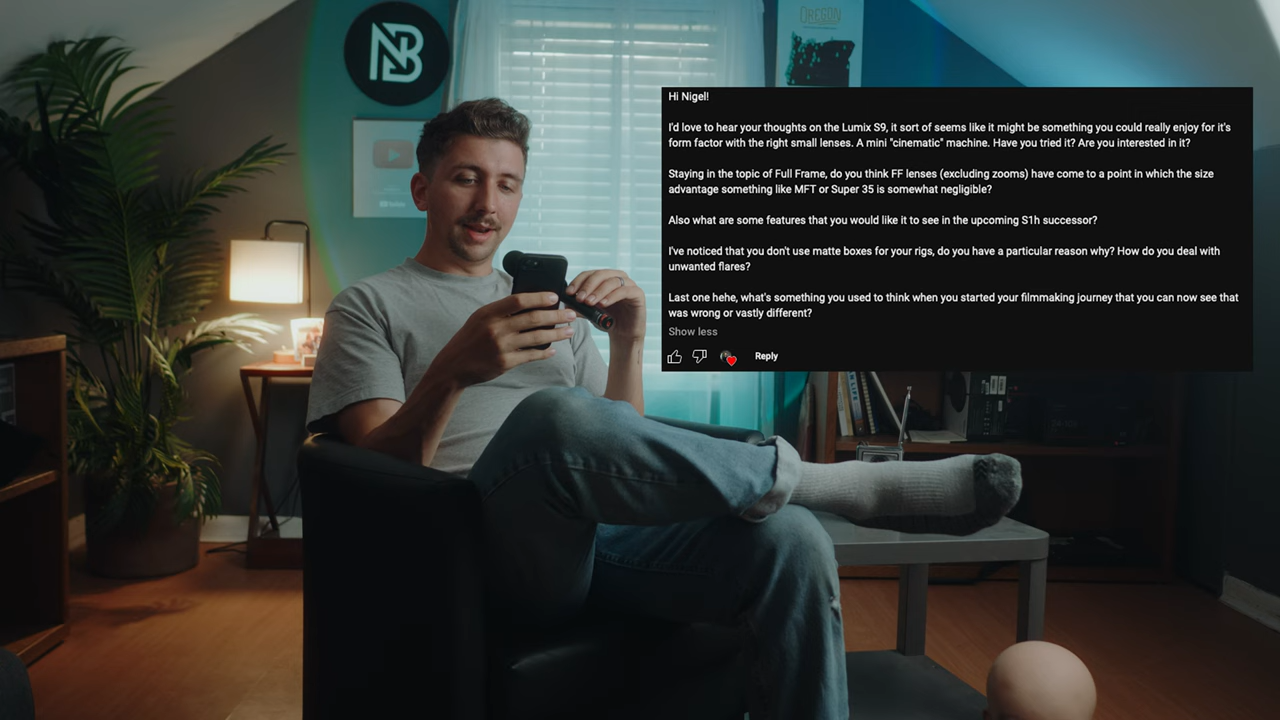 NB
OREGON
YouTube
Hi Nigel!
I'd love to hear your thoughts on the Lumix S9, it sort of seems like it might be something you could really enjoy for it's
form factor with the right small lenses. A mini "cinematic" machine. Have you tried it? Are you interested in it?
Staying in the topic of Full Frame, do you think FF lenses (excluding zooms) have come to a point in which the size
advantage something like MFT or Super 35 is somewhat negligible?
Also what are some features that you would like it to see in the upcoming S1h successor?
I've noticed that you don't use matte boxes for your rigs, do you have a particular reason why? How do you deal with
unwanted flares?
Last one hehe, what's something you used to think when you started your filmmaking journey that you can now see that
was wrong or vastly different?
Show less
Reply